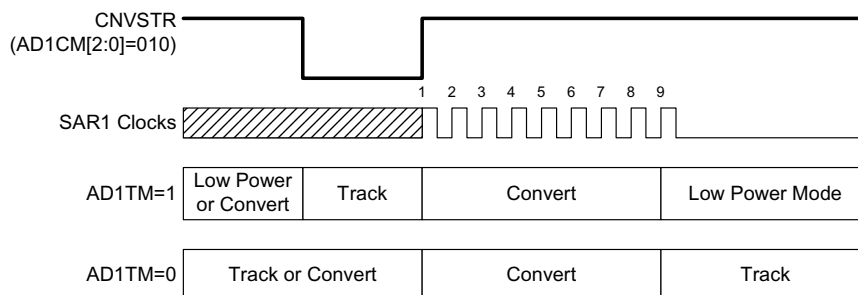 CNVSTR
(AD1CM[2:0]=010)
1 2 3 4 5 6 7 8 9
SAR1 Clocks
AD1TM=1
Low Power
or Convert
Track
Convert
Low Power Mode
AD1TM=0
Track or Convert
Convert
Track